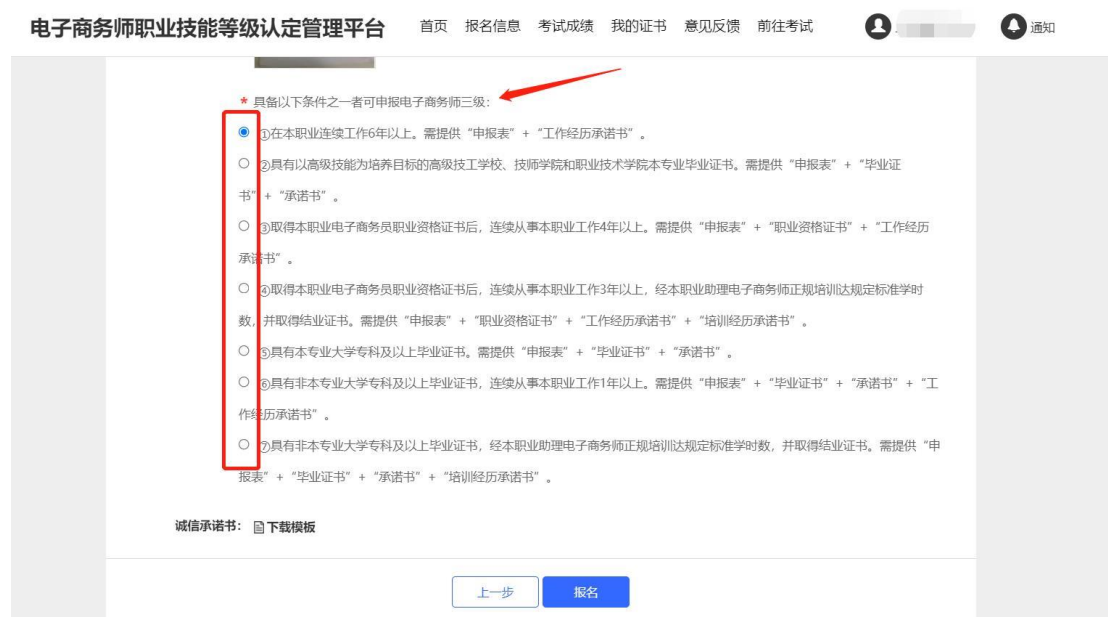 电子商务师职业技能等级认定管理平台
首页 报名信息 考试成绩 我的证书 意见反馈 前往考试 通知
* 具备以下条件之一者可申报电子商务师三级：
①在本职业连续工作6年以上。需提供“申报表” + “工作经历承诺书” 。
②具有以高级技能为培养目标的高级技工学校、技师学院和职业技术学院本专业毕业证书。需提供“申报表” + “毕业证
书” + “承诺书” 。
③取得本职业电子商务员职业资格证书后，连续从事本职业工作4年以上。需提供“申报表” + “职业资格证书” + “工作经历
承诺书” 。
④取得本职业电子商务员职业资格证书后，连续从事本职业工作3年以上，经本职业助理电子商务师正规培训达规定标准学时
数，并取得结业证书。需提供“申报表” + “职业资格证书” + “工作经历承诺书” + “培训经历承诺书” 。
⑤具有本专业大学专科及以上毕业证书。需提供“申报表” + “毕业证书” + “承诺书” 。
⑥具有非本专业大学专科及以上毕业证书，连续从事本职业工作1年以上。需提供“申报表” + “毕业证书” + “承诺书” + “工
作经历承诺书” 。
⑦具有非本专业大学专科及以上毕业证书，经本职业助理电子商务师正规培训达规定标准学时数，并取得结业证书。需提供“申
报表” + “毕业证书” + “承诺书” + “培训经历承诺书” 。
诚信承诺书： 下载模板
上一步 报名